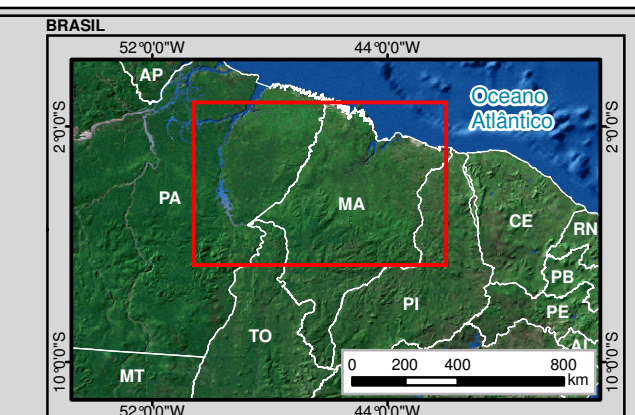 BRASIL
52°0'0"W 44°0'0"W
AP
Oceano
Atlântico
2°0'0"S
2°0'0"S
PA
MA
CE
RN
PB
PE
PI
AL
TO
MT
10°0'0"S
10°0'0"S
0 200 400 800
km
52°0'0"W 44°0'0"W